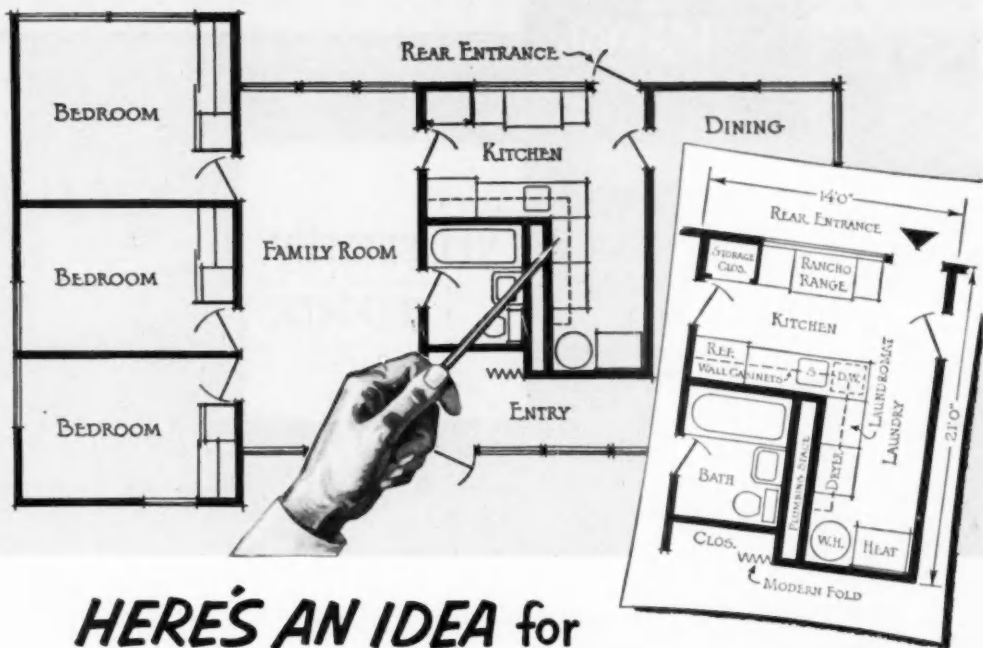 REAR ENTRANCE
BEDROOM
DINING
KITCHEN
FAMILY ROOM
BEDROOM
BEDROOM
ENTRY
14'0"
REAR ENTRANCE
STORAGE
CLOS.
RANCHO
RANGE
KITCHEN
REF.
WALL CABINETS
S
D.W.
LAUNDROMAT
LAUNDRY
21'0"
DRYER
BATH
PLUMBING SPACE
CLOS.
W.H.
HEAT
MODERN FOLD
HERE'S AN IDEA for